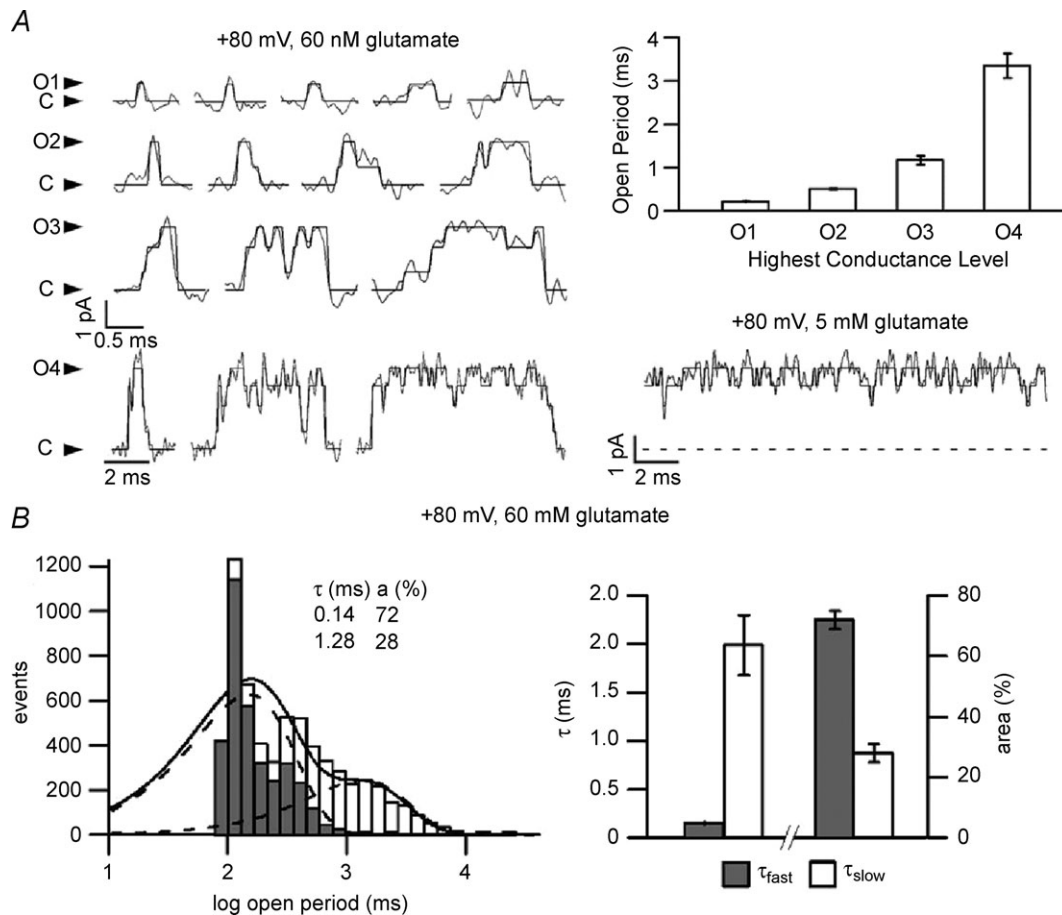 A
+80 mV, 60 nM glutamate
O1
C
O2
C
O3
C
1 pA
0.5 ms
O4
C
2 ms
Open Period (ms)
4
3
2
1
0
O1 O2 O3 O4
Highest Conductance Level
+80 mV, 5 mM glutamate
1 pA
2 ms
B
+80 mV, 60 mM glutamate
events
1200
1000
800
600
400
200
0
τ (ms) a (%)
0.14 72
1.28 28
1 2 3 4
log open period (ms)
τ (ms)
2.0
2.0
1.5
1.0
0.5
0
80
60
40
20
0
area (%)
τfast τslow